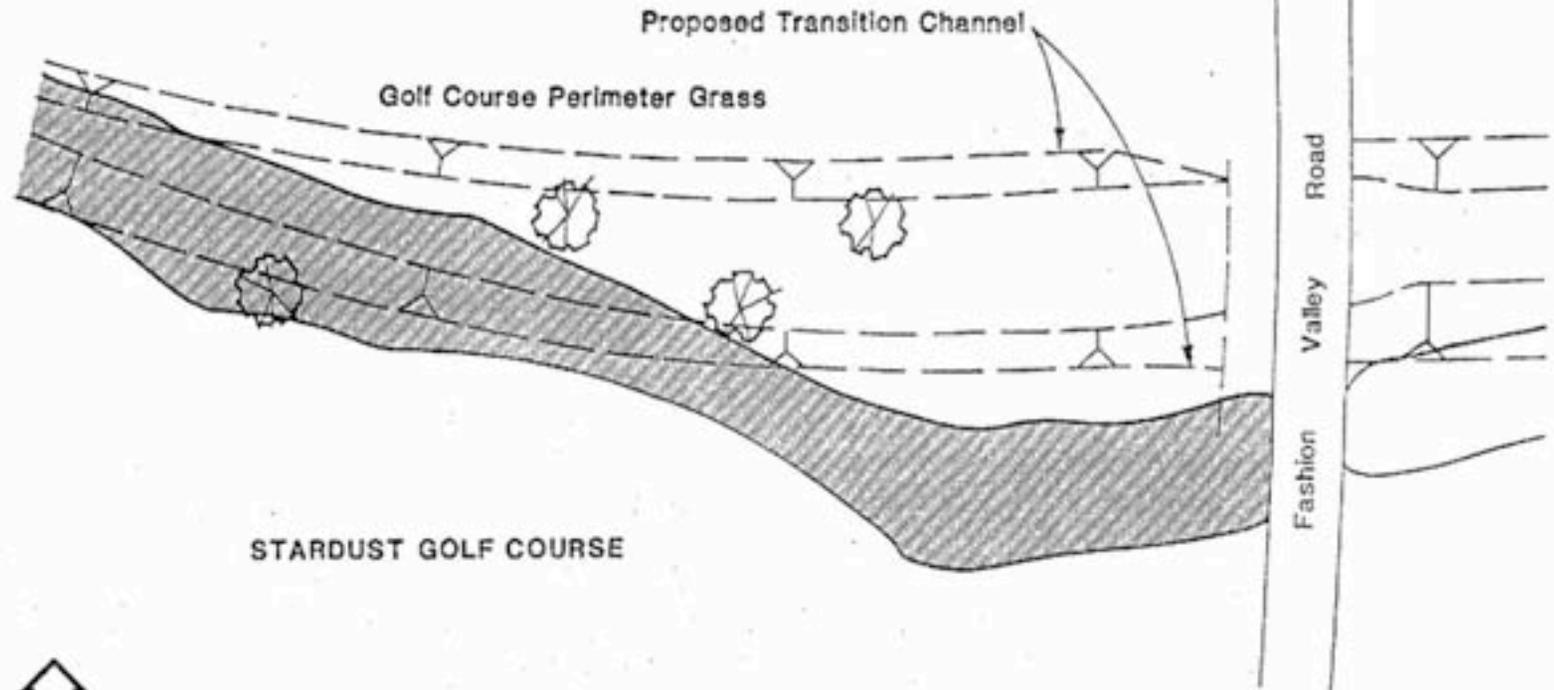 Proposed Transition Channel
Golf Course Perimeter Grass
Fashion Valley Road
STARDUST GOLF COURSE